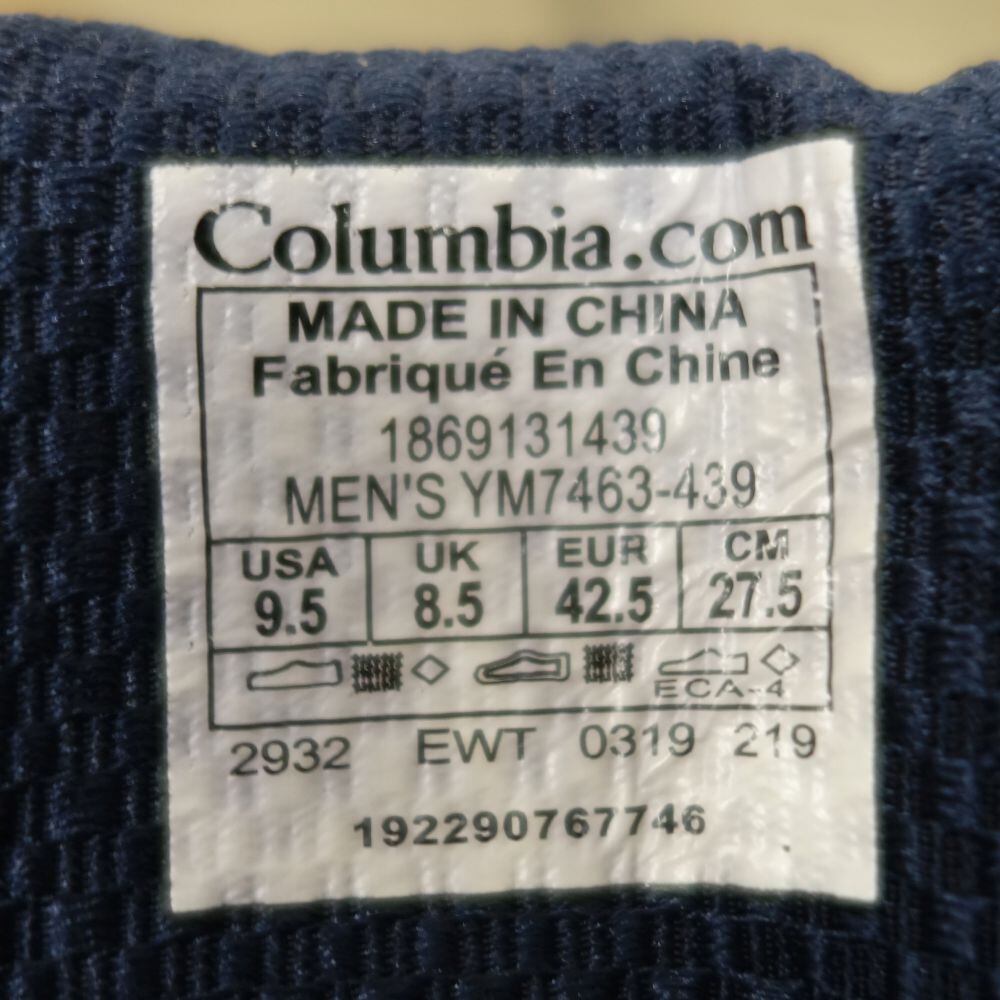 Columbia.com
MADE IN CHINA
Fabriqué En Chine
1869131439
MEN'S YM7463-439
USA UK EUR CM
9.5 8.5 42.5 27.5
ECA-4
2932 EWT 0319 219
192290767746